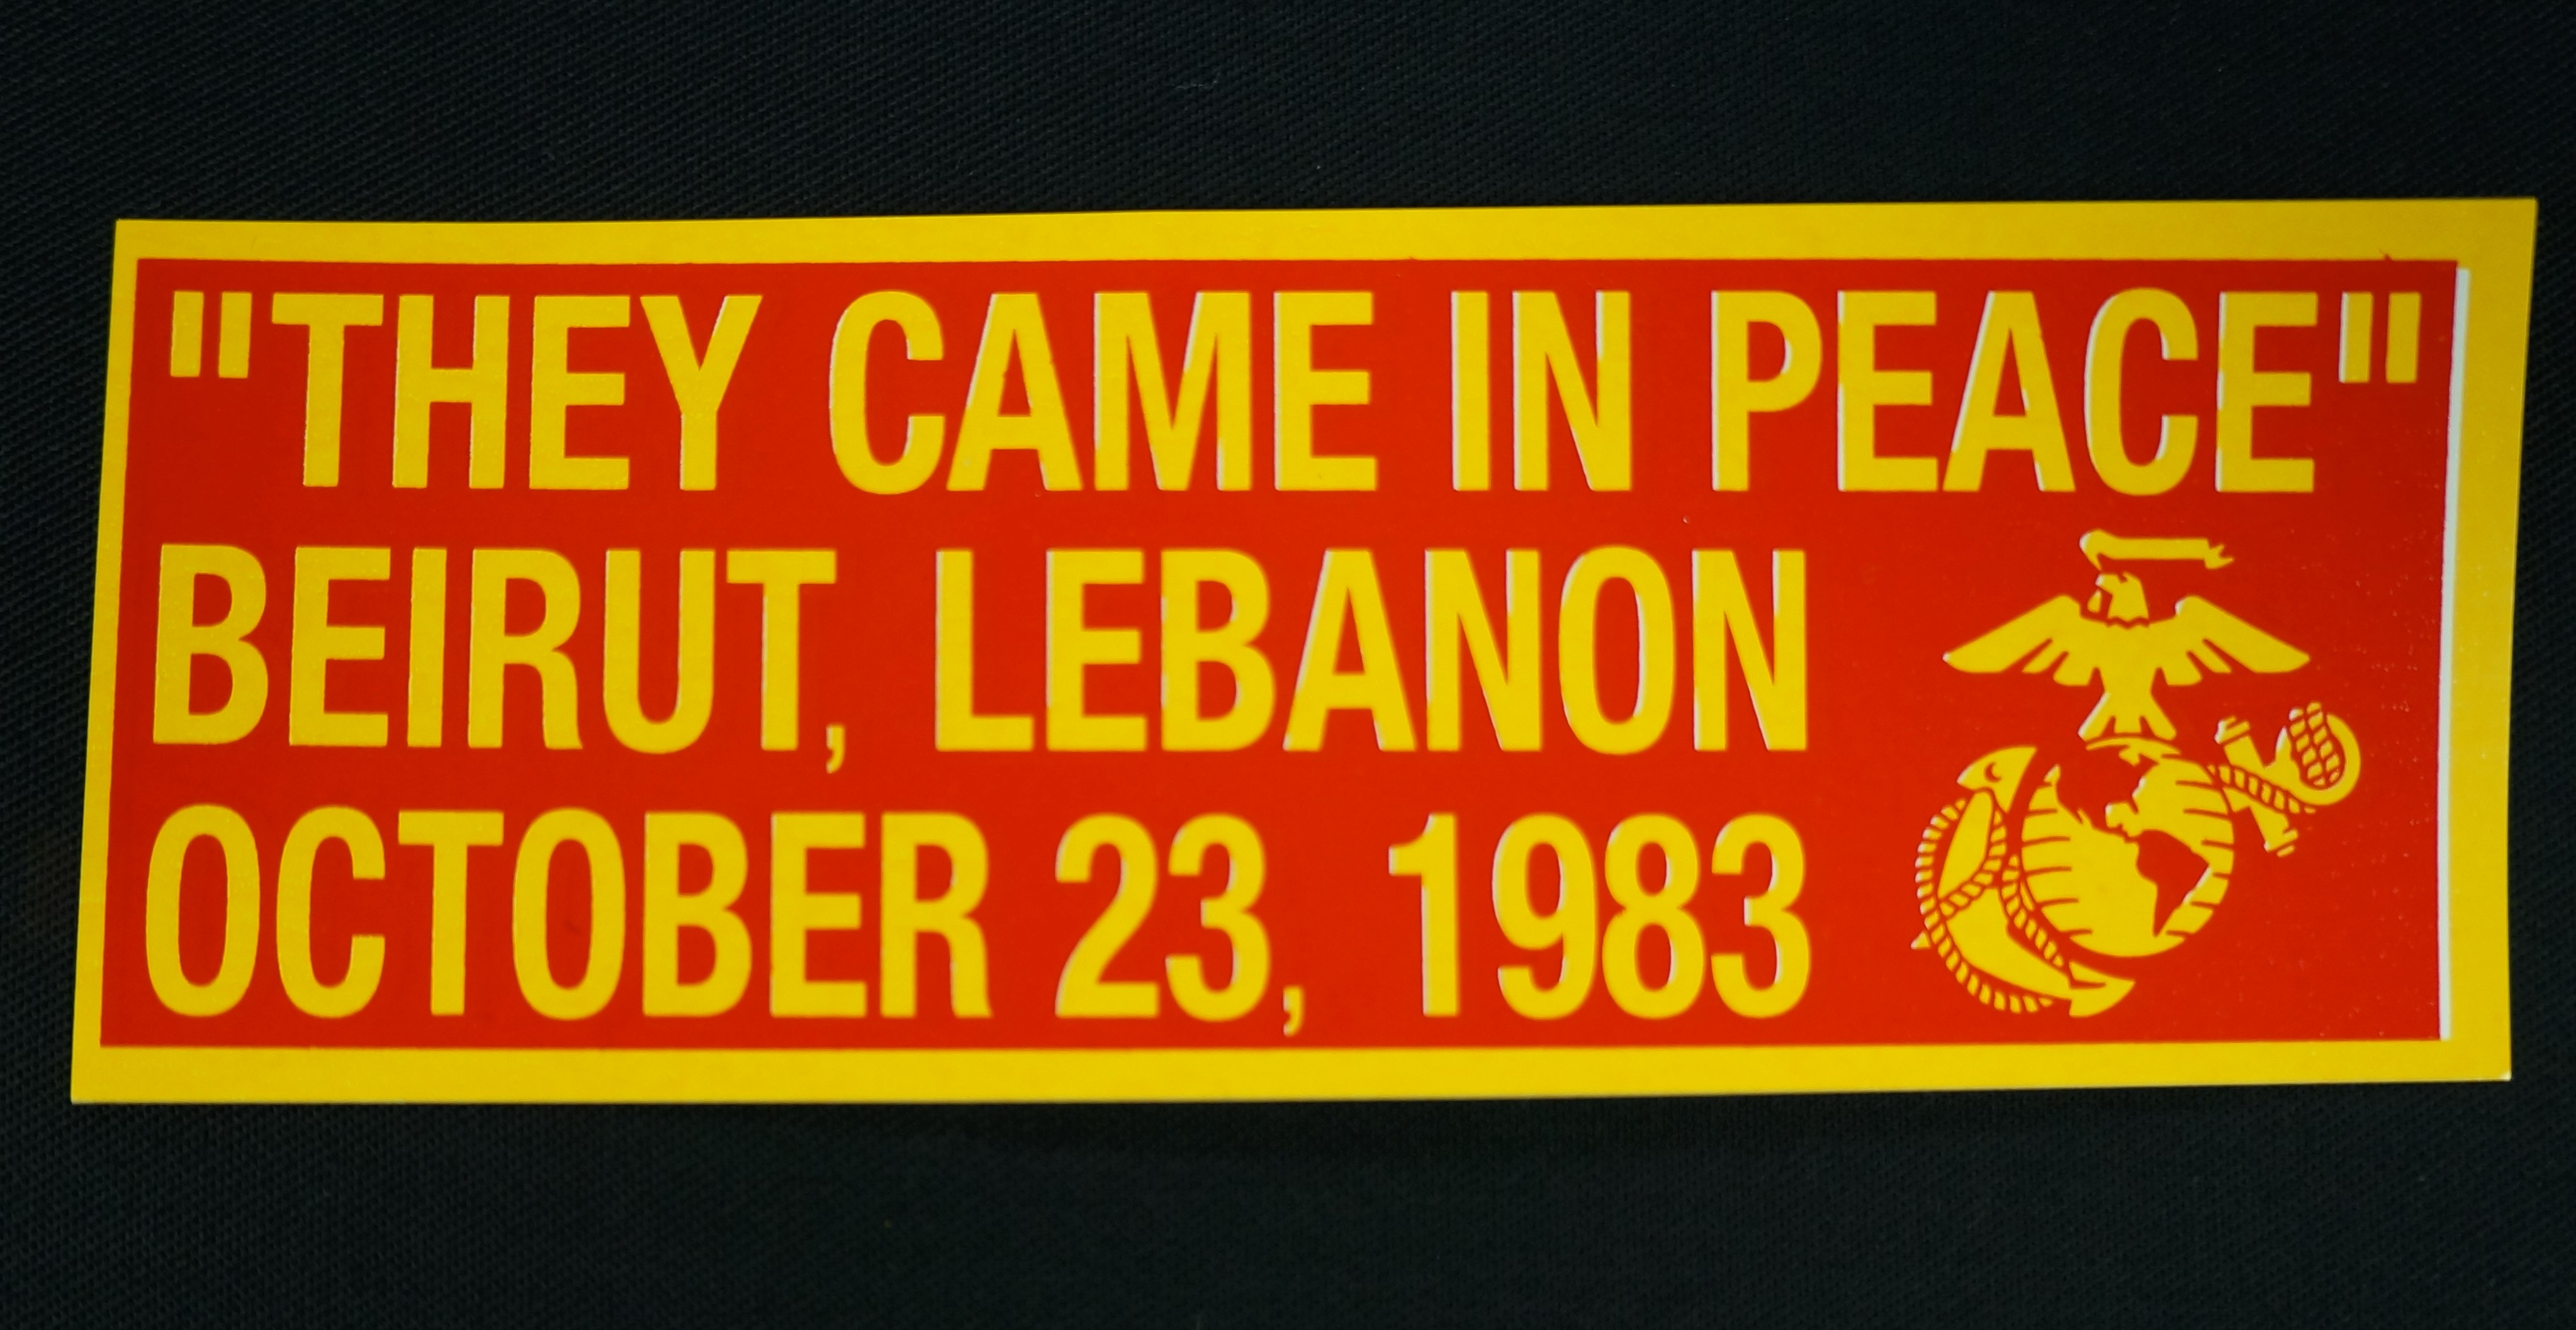 "THEY CAME IN PEACE"
BEIRUT, LEBANON
OCTOBER 23, 1983